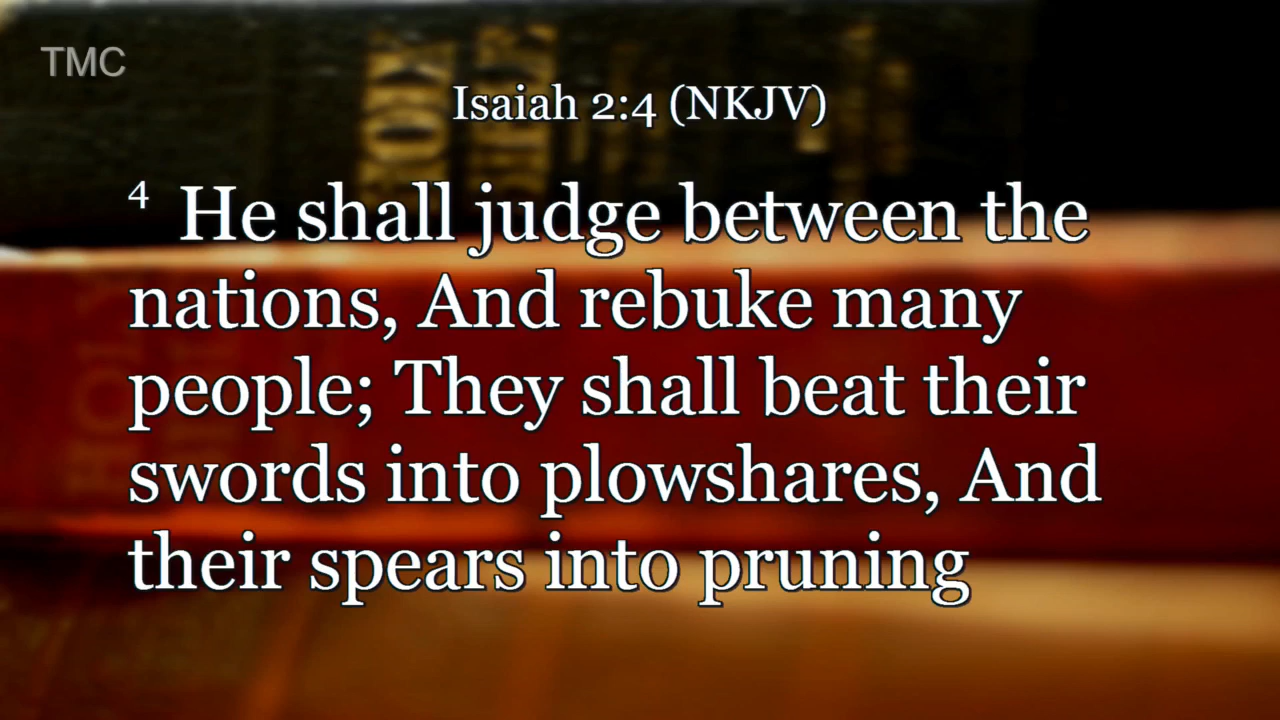 TMC
Isaiah 2:4 (NKJV)
4 He shall judge between the
nations, And rebuke many
people; They shall beat their
swords into plowshares, And
their spears into pruning